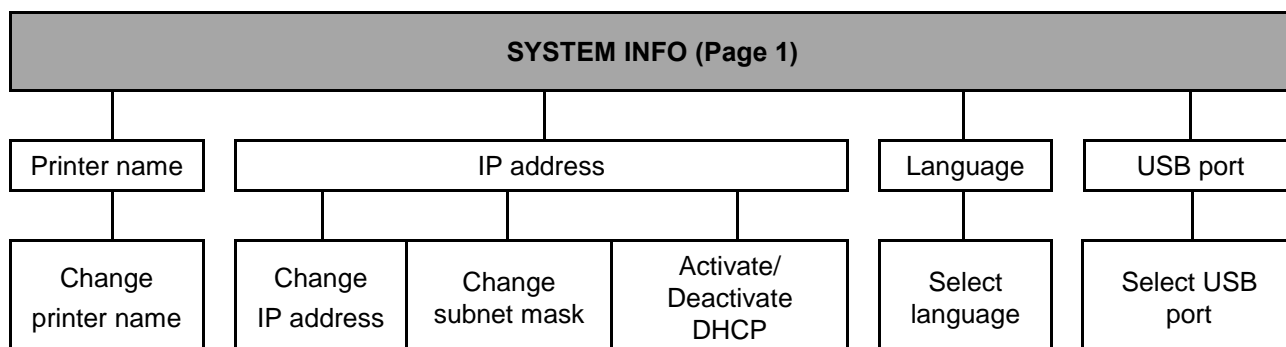 SYSTEM INFO (Page 1)
Printer name
IP address
Language
USB port
Change
printer name
Change
IP address
Change
subnet mask
Activate/
Deactivate
DHCP
Select
language
Select USB
port